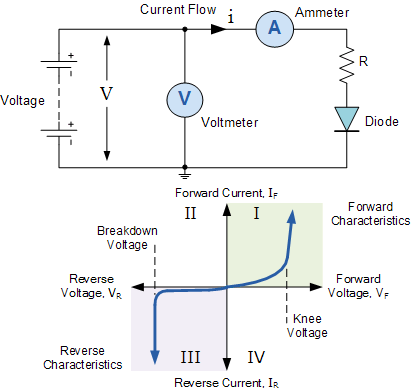 Current Flow
i
Ammeter
A
+
R
Voltage
V
V
Voltmeter
Diode
+
Forward Current, IF
II
I
Forward
Characteristics
Breakdown
Voltage
Reverse
Voltage, VR
Forward
Voltage, VF
Knee
Voltage
Reverse
Characteristics
III
IV
Reverse Current, IR